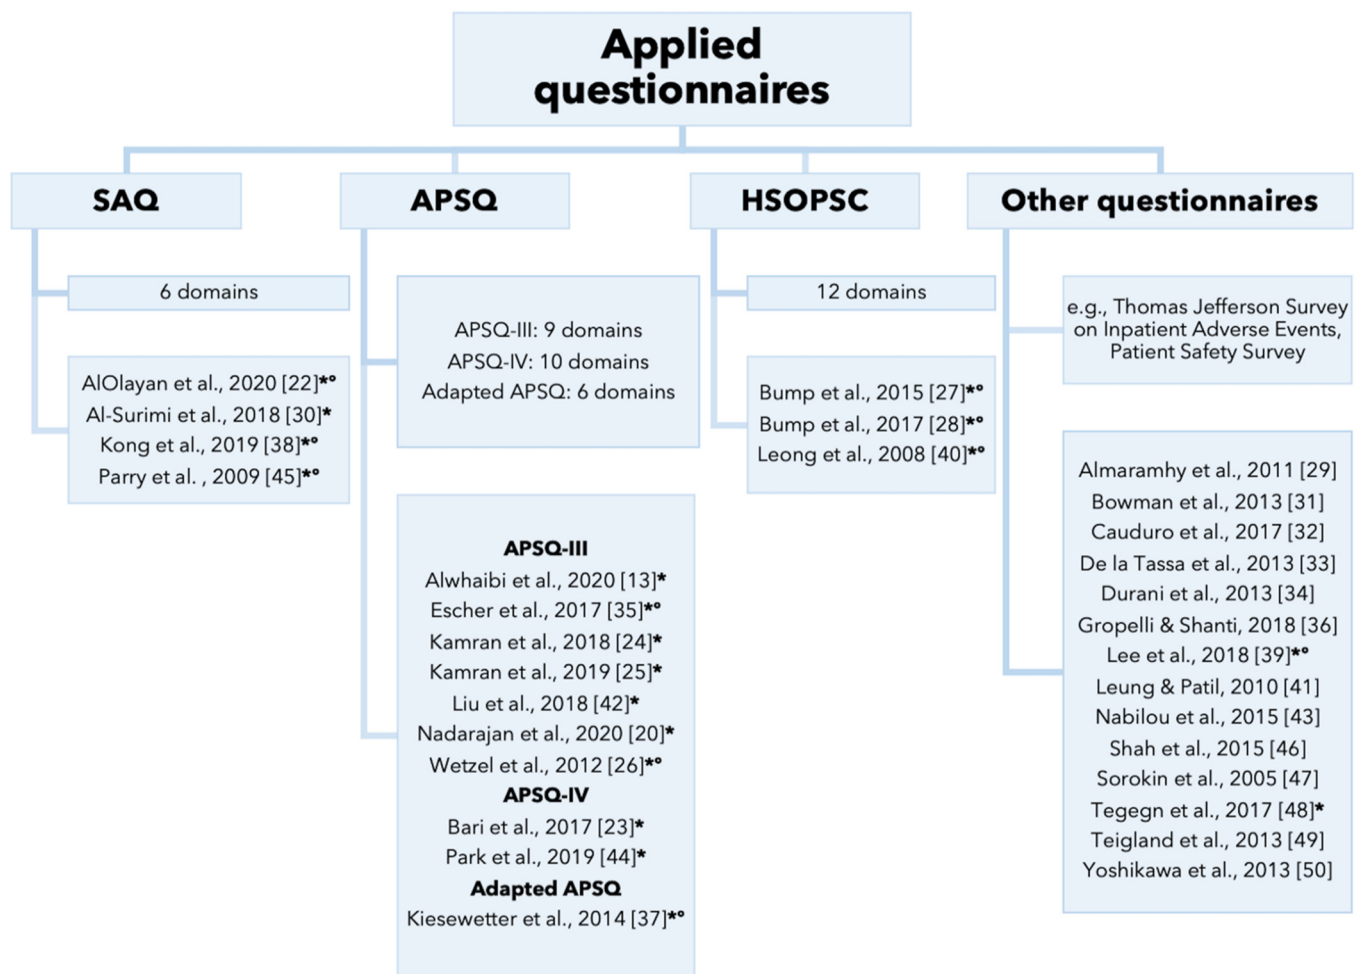 Applied
questionnaires
SAQ
6 domains
AlOlayan et al., 2020 [22]*°
Al-Surimi et al., 2018 [30]*
Kong et al., 2019 [38]*°
Parry et al. , 2009 [45]*°
APSQ
APSQ-III: 9 domains
APSQ-IV: 10 domains
Adapted APSQ: 6 domains
APSQ-III
Alwhaibi et al., 2020 [13]*
Escher et al., 2017 [35]*°
Kamran et al., 2018 [24]*
Kamran et al., 2019 [25]*
Liu et al., 2018 [42]*
Nadarajan et al., 2020 [20]*
Wetzel et al., 2012 [26]*°
APSQ-IV
Bari et al., 2017 [23]*
Park et al., 2019 [44]*
Adapted APSQ
Kiesewetter et al., 2014 [37]*°
HSOPSC
12 domains
Bump et al., 2015 [27]*°
Bump et al., 2017 [28]*°
Leong et al., 2008 [40]*°
Other questionnaires
e.g., Thomas Jefferson Survey
on Inpatient Adverse Events,
Patient Safety Survey
Almaramhy et al., 2011 [29]
Bowman et al., 2013 [31]
Cauduro et al., 2017 [32]
De la Tassa et al., 2013 [33]
Durani et al., 2013 [34]
Gropelli & Shanti, 2018 [36]
Lee et al., 2018 [39]*°
Leung & Patil, 2010 [41]
Nabilou et al., 2015 [43]
Shah et al., 2015 [46]
Sorokin et al., 2005 [47]
Tegegn et al., 2017 [48]*
Teigland et al., 2013 [49]
Yoshikawa et al., 2013 [50]